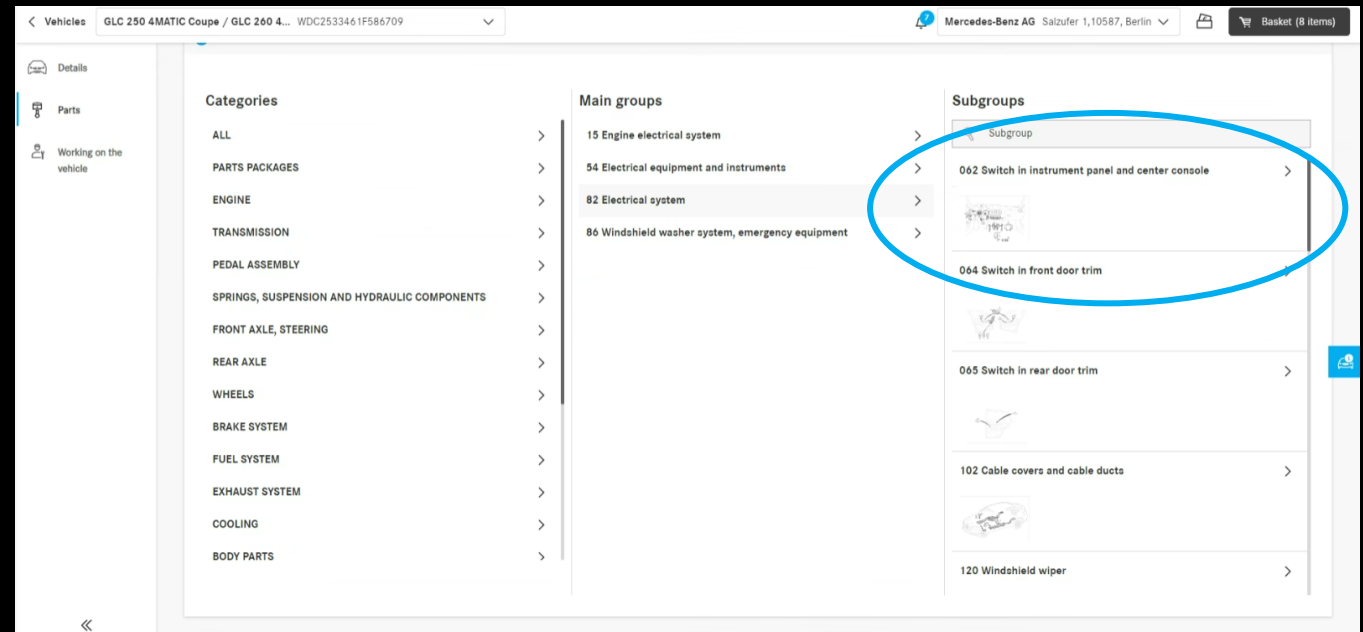 Vehicles
GLC 250 4MATIC Coupe / GLC 260 4... WDC2533461F586709
7
Mercedes-Benz AG Salzufer 1,10587, Berlin
Basket (8 items)
Details
Parts
Working on the
vehicle
Categories
ALL
PARTS PACKAGES
ENGINE
TRANSMISSION
PEDAL ASSEMBLY
SPRINGS, SUSPENSION AND HYDRAULIC COMPONENTS
FRONT AXLE, STEERING
REAR AXLE
WHEELS
BRAKE SYSTEM
FUEL SYSTEM
EXHAUST SYSTEM
COOLING
BODY PARTS
Main groups
15 Engine electrical system
54 Electrical equipment and instruments
82 Electrical system
86 Windshield washer system, emergency equipment
Subgroups
Subgroup
062 Switch in instrument panel and center console
064 Switch in front door trim
065 Switch in rear door trim
102 Cable covers and cable ducts
120 Windshield wiper